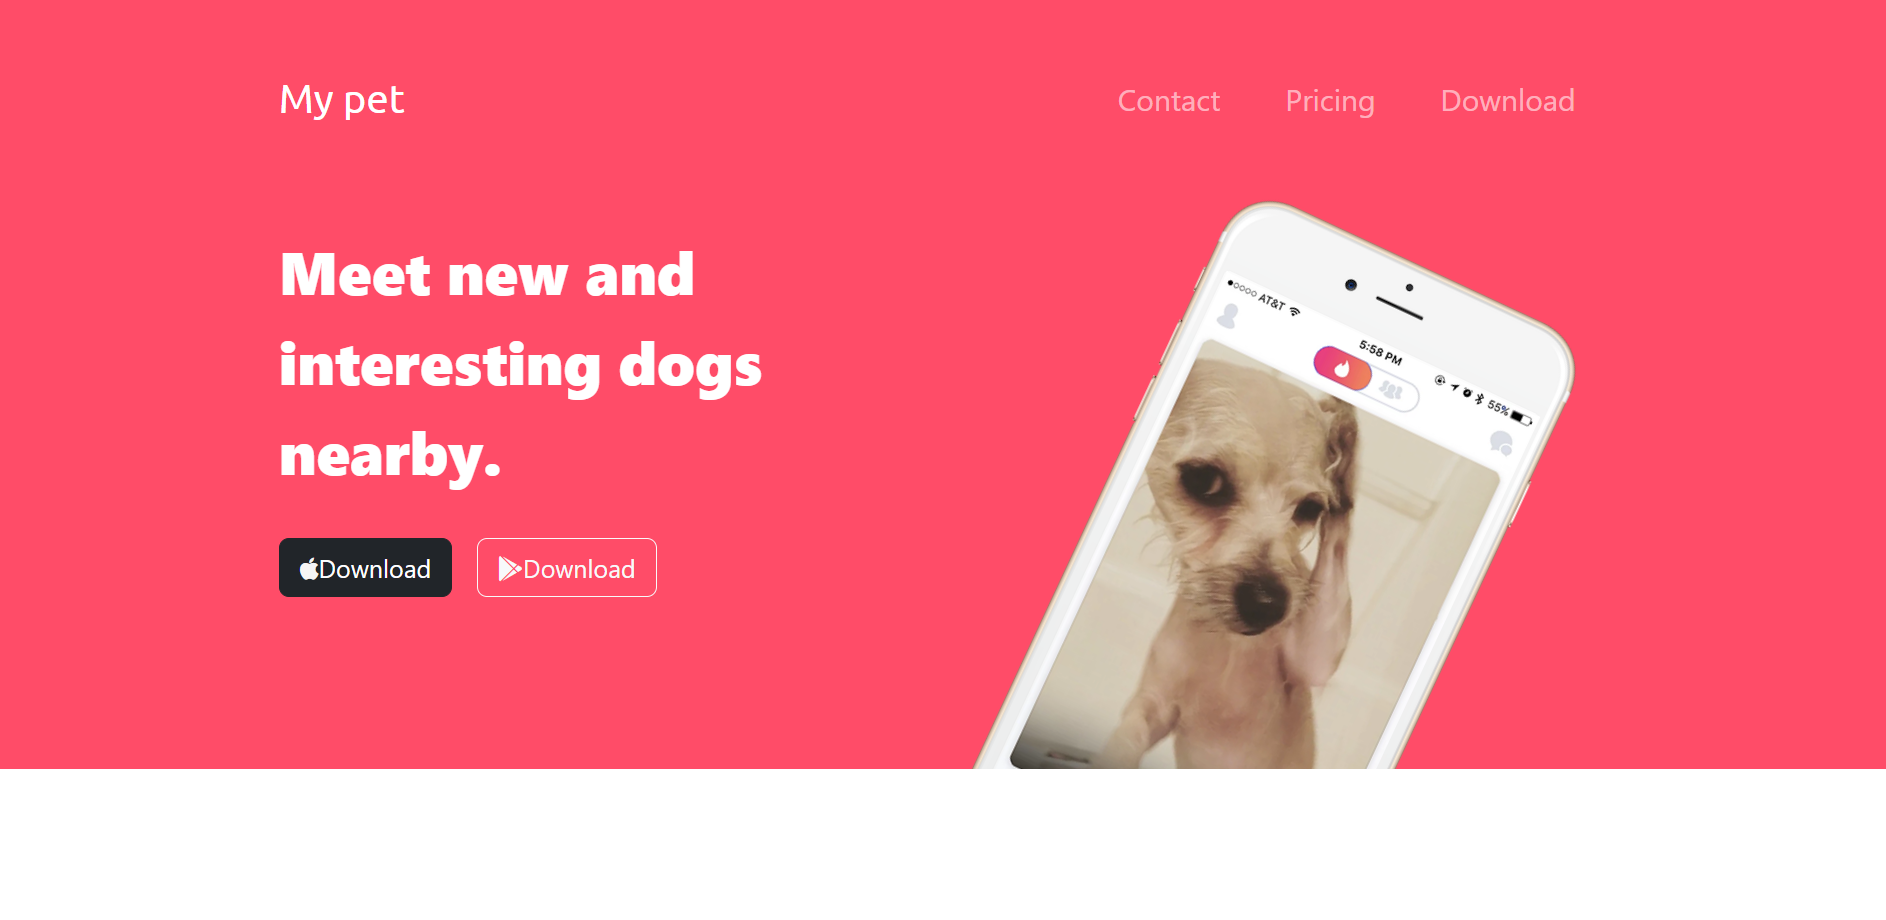 My pet
Contact
Pricing
Download
Meet new and
interesting dogs
nearby.
Download
Download
AT&T
5:58 PM
55%